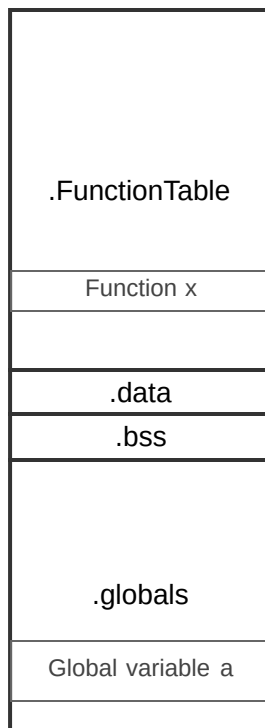 .FunctionTable
Function x
.data
.bss
.globals
Global variable a